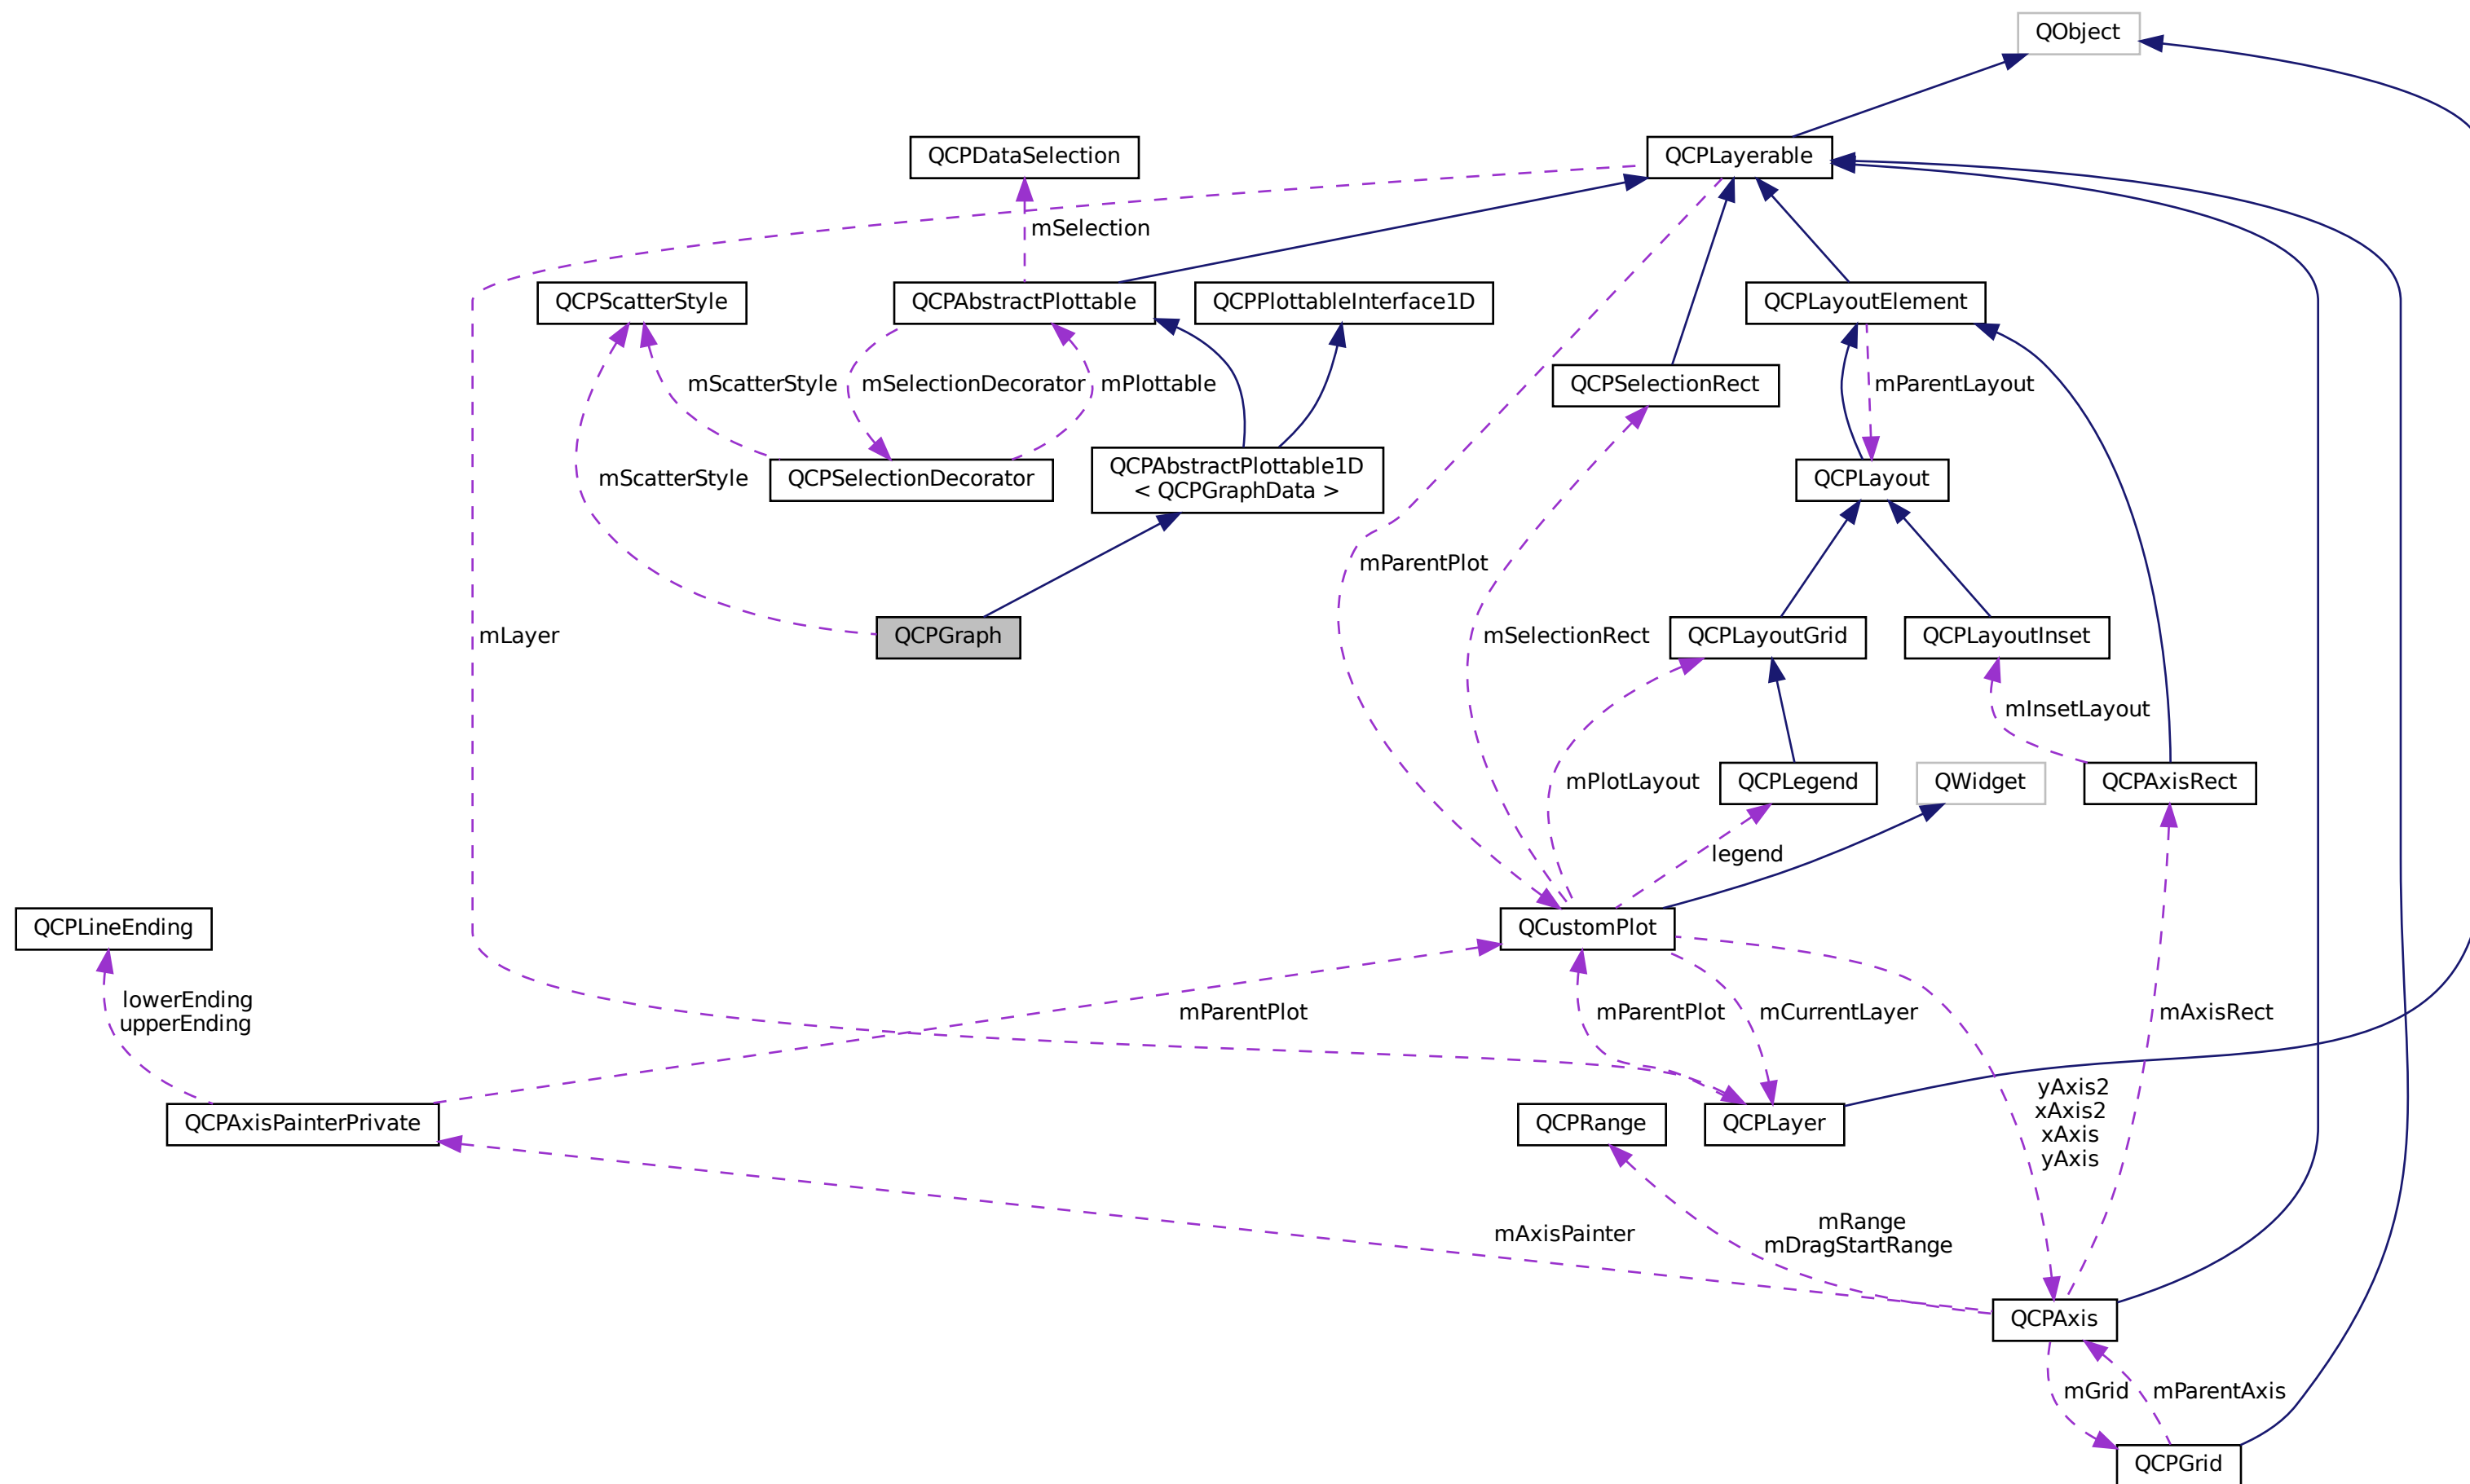 QObject
QCPDataSelection
QCPLayerable
mSelection
QCPScatterStyle
QCPAbstractPlottable
QCPPlottableInterface1D
QCPLayoutElement
mScatterStyle
mSelectionDecorator
mPlottable
QCPSelectionRect
mParentLayout
mScatterStyle
QCPSelectionDecorator
QCPAbstractPlottable1D
< QCPGraphData >
QCPLayout
mParentPlot
mLayer
QCPGraph
mSelectionRect
QCPLayoutGrid
QCPLayoutInset
mInsetLayout
mPlotLayout
QCPLegend
QWidget
QCPAxisRect
legend
QCPLineEnding
QCustomPlot
lowerEnding
upperEnding
mParentPlot
mParentPlot
mCurrentLayer
mAxisRect
yAxis2
xAxis2
xAxis
yAxis
QCPAxisPainterPrivate
QCPRange
QCPLayer
mAxisPainter
mRange
mDragStartRange
QCPAxis
mGrid
mParentAxis
QCPGrid